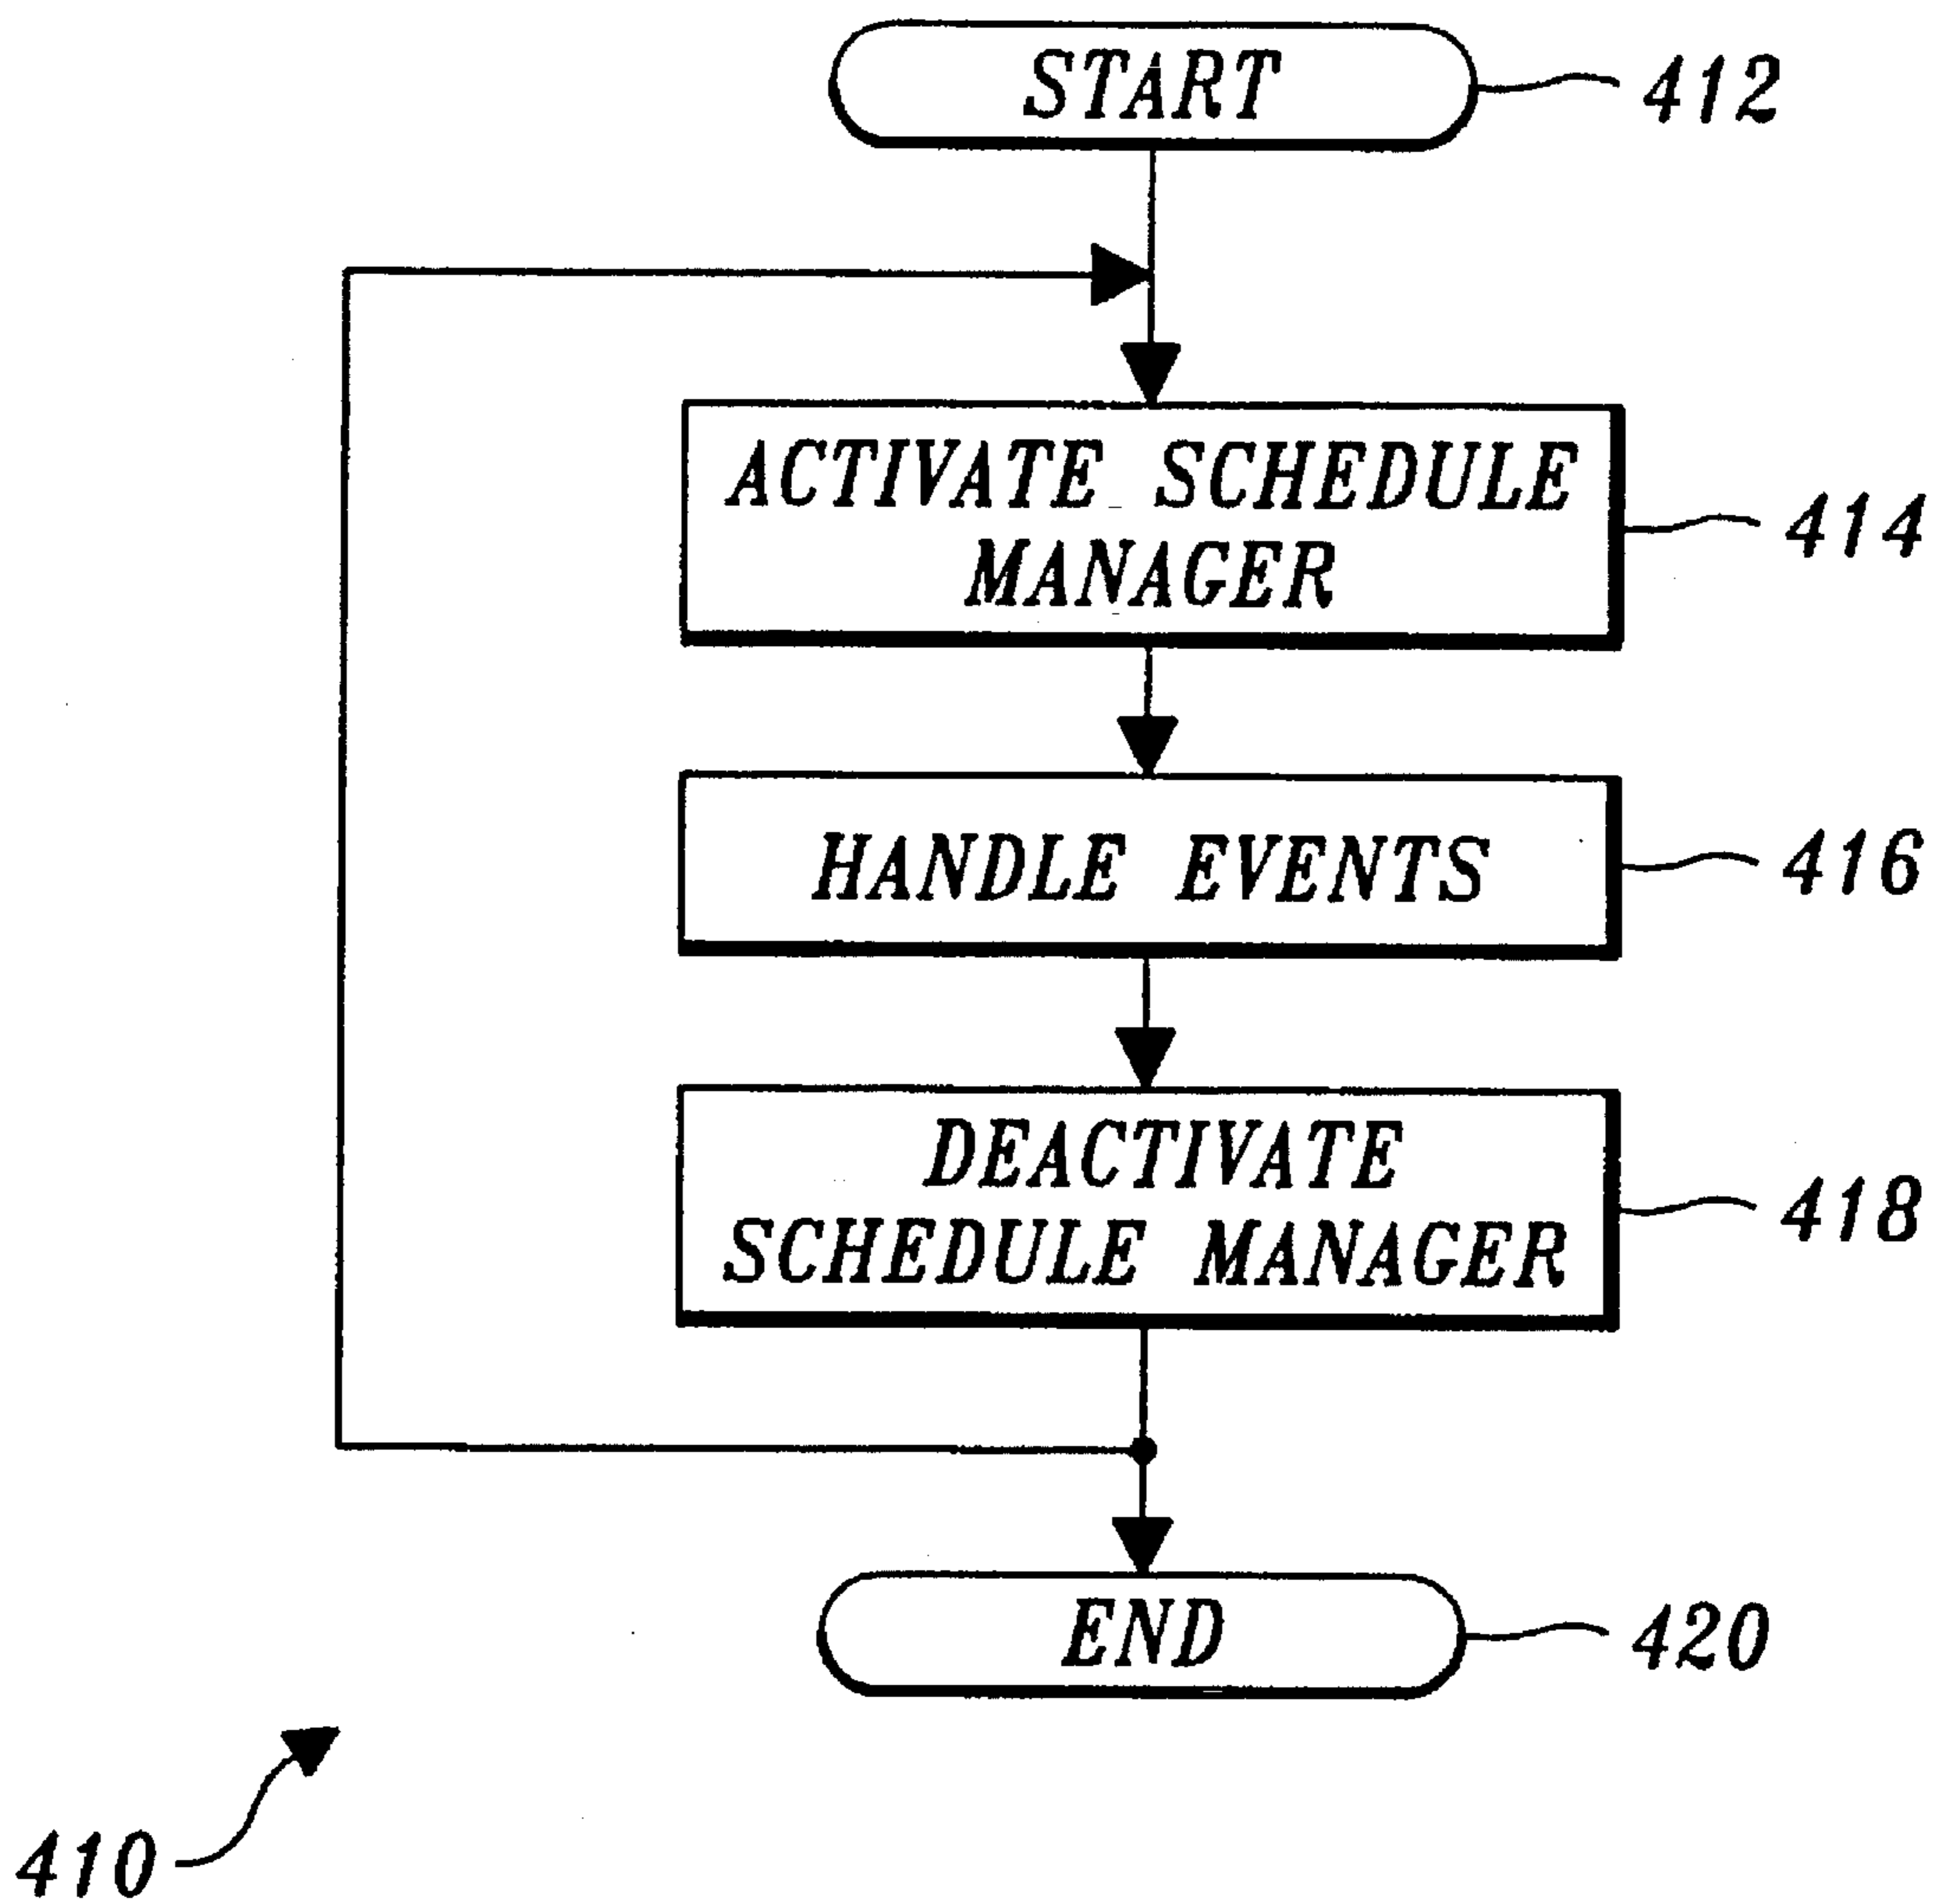 START
412
ACTIVATE SCHEDULE
MANAGER
414
HANDLE EVENTS
416
DEACTIVATE
SCHEDULE MANAGER
418
END
420
410